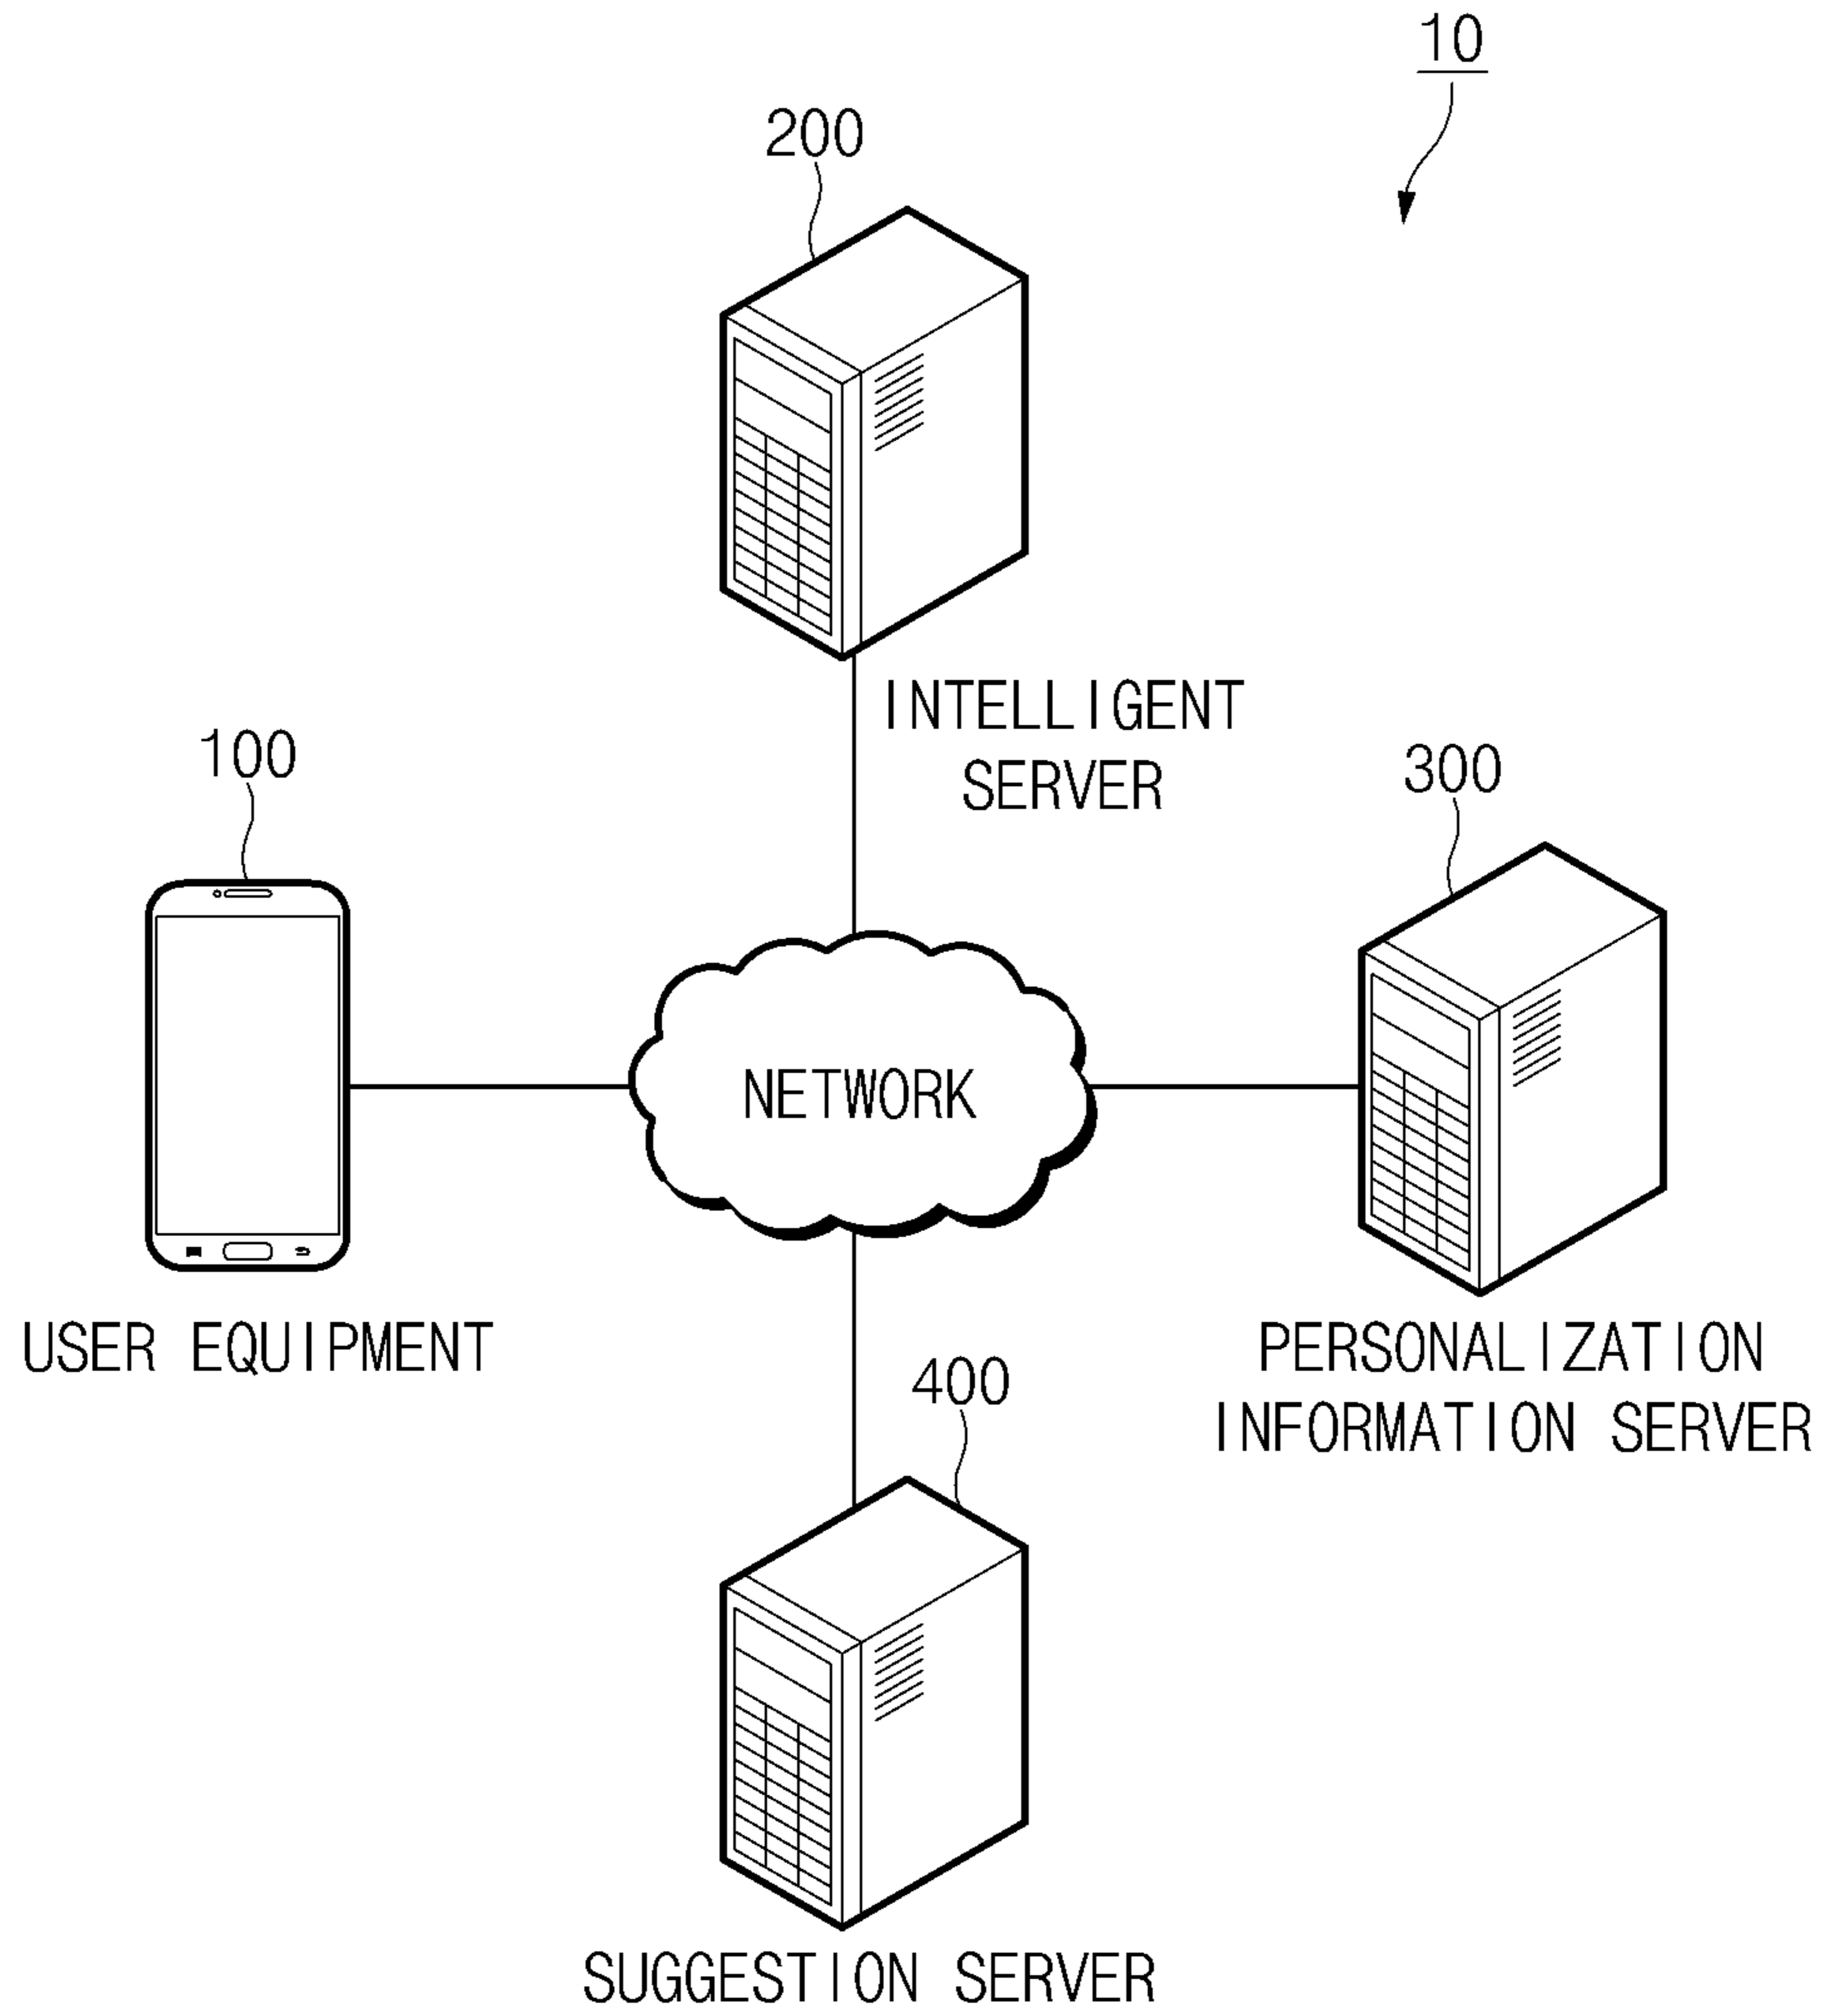 10
200
INTELLIGENT
SERVER
100
300
NETWORK
USER EQUIPMENT
PERSONALIZATION
INFORMATION SERVER
400
SUGGESTION SERVER